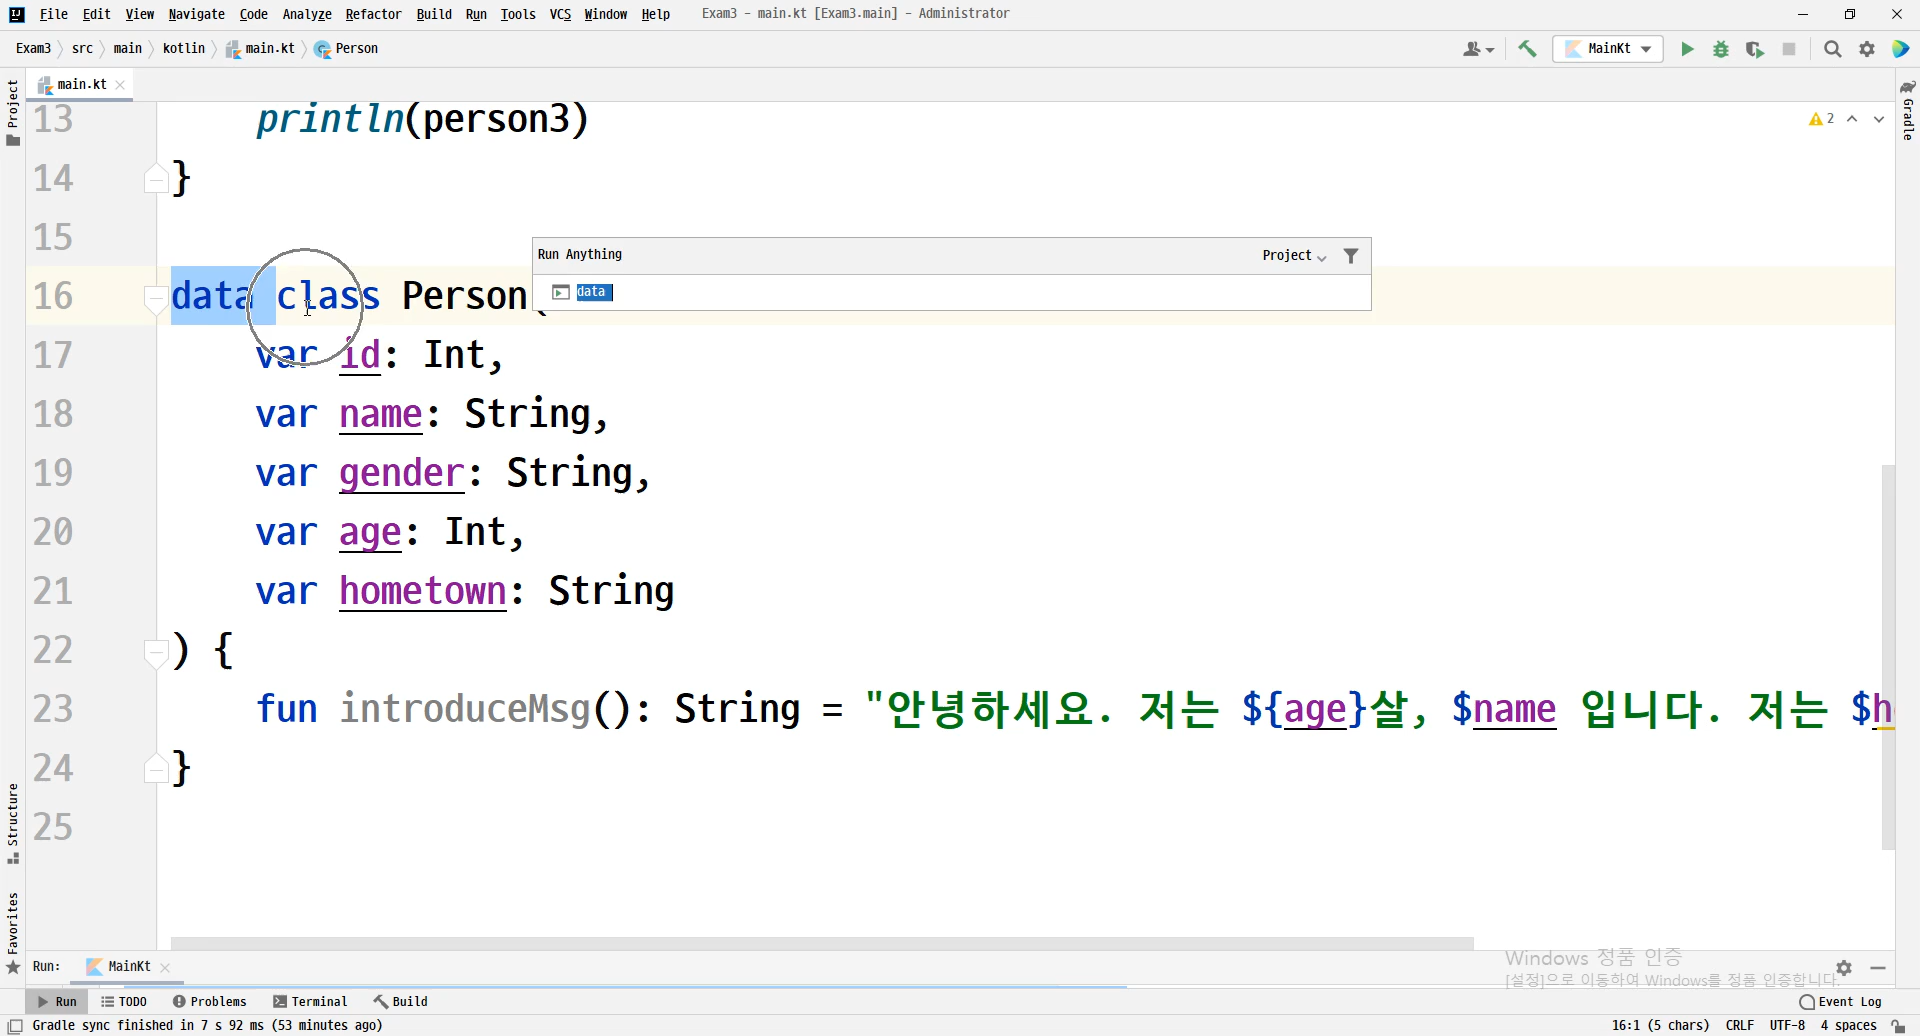 File Edit View Navigate Code Analyze Refactor Build Run Tools VCS Window Help Exam3 - main.kt [Exam3.main] - Administrator
Exam3 src main kotlin main.kt Person MainKt
main.kt
Project
Gradle
13 println(person3)
2
14 }
15
Run Anything Project
data
16 data class Person
17 var id: Int,
18 var name: String,
19 var gender: String,
20 var age: Int,
21 var hometown: String
22 ) {
23 fun introduceMsg(): String = "안녕하세요. 저는 ${age}살, $name 입니다. 저는 $h
24 }
25
Structure
Favorites
Run: MainKt
Windows 정품 인증
[설정]으로 이동하여 Windows를 정품 인증합니다.
Run TODO Problems Terminal Build Event Log
Gradle sync finished in 7 s 92 ms (53 minutes ago) 16:1 (5 chars) CRLF UTF-8 4 spaces